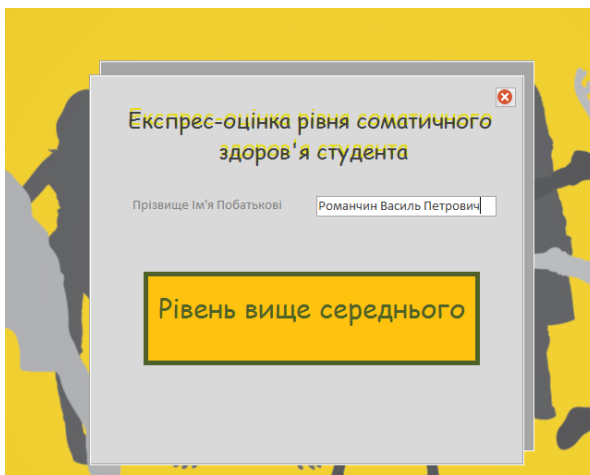 Експрес-оцінка рівня соматичного
здоров'я студента
Прізвище Ім'я Побатькові
Романчин Василь Петрович
Рівень вище середнього